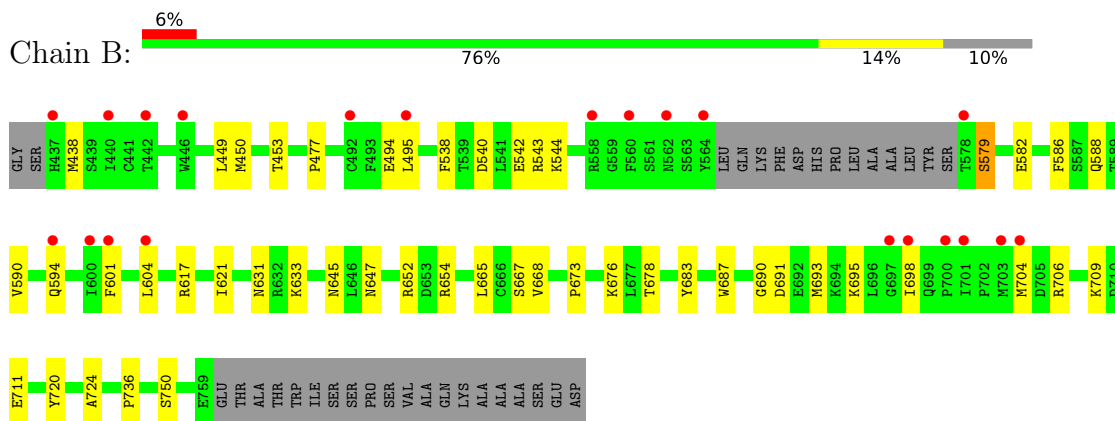 6%
Chain B:
76% 14% 10%
GLY SER H437 M438 S439 I440 C441 T442 W446 L449 M450 T453 P477 C492 F493 E494 L495 F538 T539 D540 L541 E542 R543 K544 R558 G559 F560 S561 N562 S563 Y564 LEU GLN LYS PHE ASP HIS PRO LEU ALA ALA LEU TYR SER T578 S579 E582 F586 S587 Q588 T589
V590 Q594 I600 F601 L604 R617 I621 N631 R632 K633 N645 L646 N647 R652 D653 R654 L665 C666 S667 V668 P673 K676 L677 T678 Y683 W687 G690 D691 E692 M693 K694 K695 L696 G697 I698 Q699 P700 I701 P702 M703 M704 D705 R706 K709 D710
E711 Y720 A724 P736 S750 E759 GLU THR ALA THR TRP ILE SER SER PRO SER VAL ALA GLN LYS ALA ALA ALA SER GLU ASP